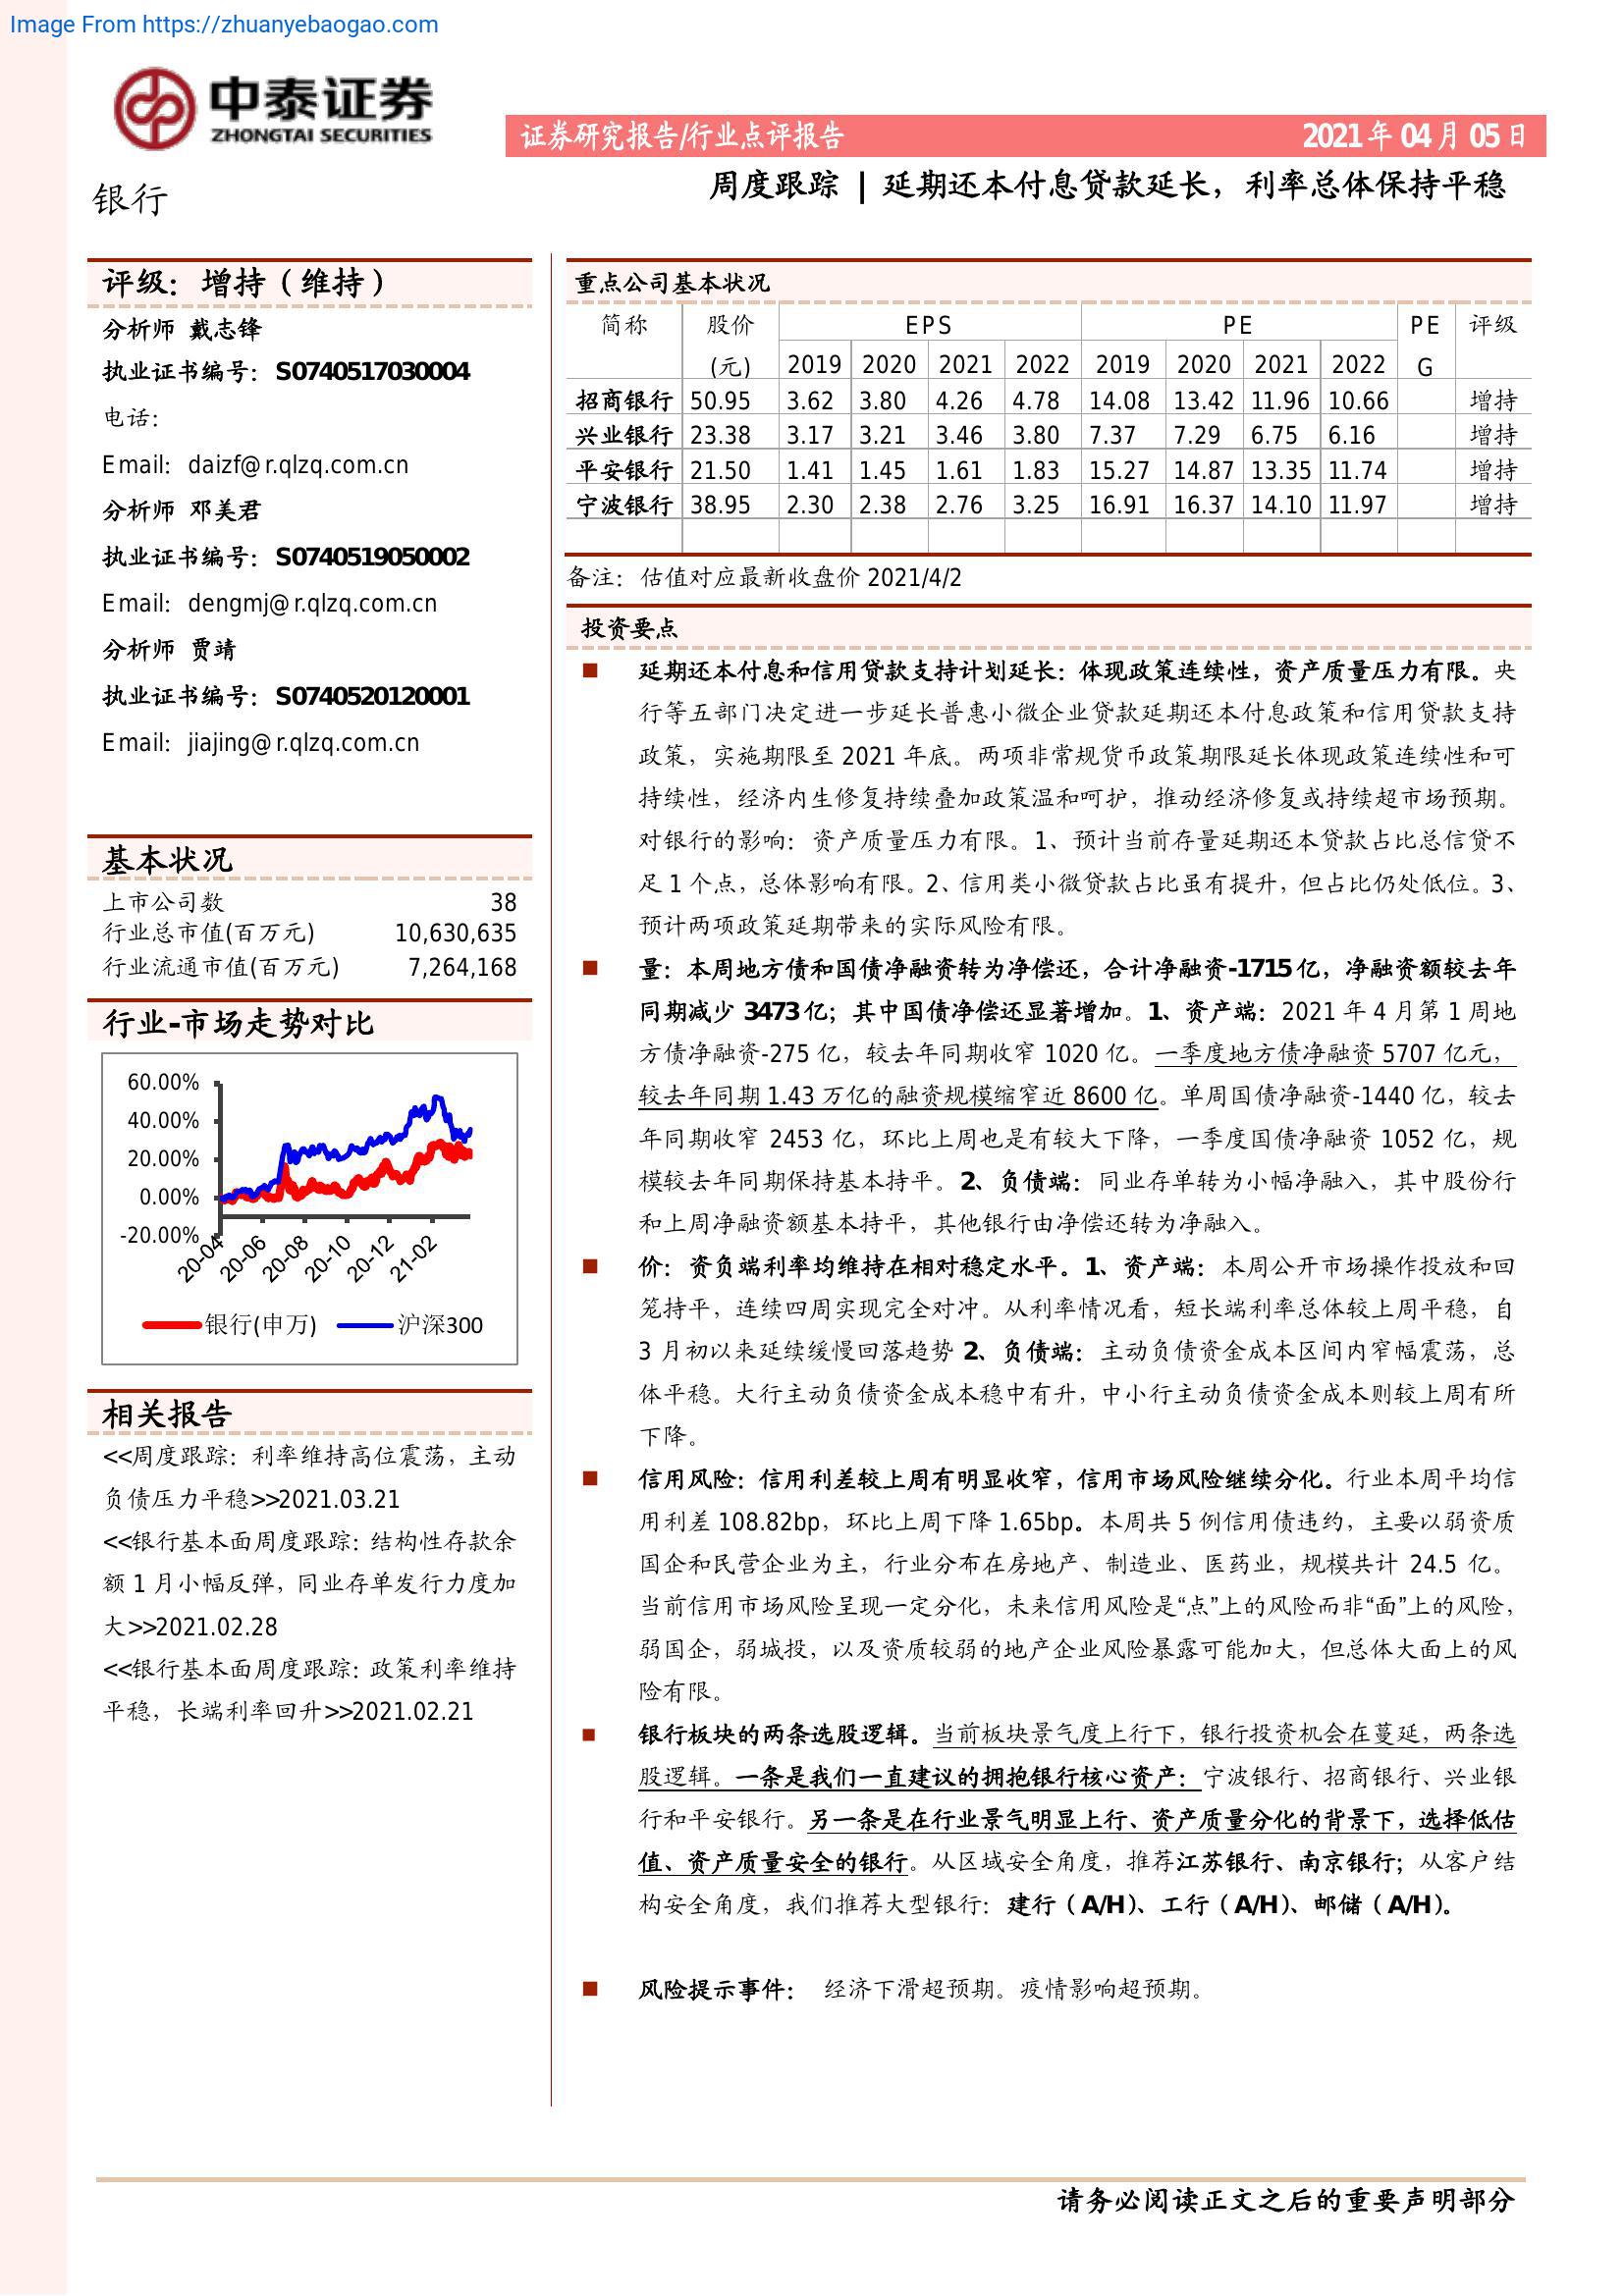 Image From https://zhuanyebaogao.com
中泰证券
ZHONGTAI SECURITIES
证券研究报告/行业点评报告 2021年 04月 05日
银行
周度跟踪 | 延期还本付息贷款延长，利率总体保持平稳
评级：增持（维持）
分析师 戴志锋
执业证书编号：S0740517030004
电话：
Email：daizf@r.qlzq.com.cn
分析师 邓美君
执业证书编号：S0740519050002
Email：dengmj@r.qlzq.com.cn
分析师 贾靖
执业证书编号：S0740520120001
Email：jiajing@r.qlzq.com.cn
基本状况
上市公司数 38
行业总市值(百万元) 10,630,635
行业流通市值(百万元) 7,264,168
行业-市场走势对比
60.00%
40.00%
20.00%
0.00%
-20.00%
20-04 20-06 20-08 20-10 20-12 21-02
银行(申万) 沪深300
相关报告
<<周度跟踪：利率维持高位震荡，主动
负债压力平稳>>2021.03.21
<<银行基本面周度跟踪：结构性存款余
额 1 月小幅反弹，同业存单发行力度加
大>>2021.02.28
<<银行基本面周度跟踪：政策利率维持
平稳，长端利率回升>>2021.02.21
重点公司基本状况
简称 股价 EPS PE PE 评级
(元) 2019 2020 2021 2022 2019 2020 2021 2022 G
招商银行 50.95 3.62 3.80 4.26 4.78 14.08 13.42 11.96 10.66 增持
兴业银行 23.38 3.17 3.21 3.46 3.80 7.37 7.29 6.75 6.16 增持
平安银行 21.50 1.41 1.45 1.61 1.83 15.27 14.87 13.35 11.74 增持
宁波银行 38.95 2.30 2.38 2.76 3.25 16.91 16.37 14.10 11.97 增持
备注：估值对应最新收盘价 2021/4/2
投资要点
延期还本付息和信用贷款支持计划延长：体现政策连续性，资产质量压力有限。央
行等五部门决定进一步延长普惠小微企业贷款延期还本付息政策和信用贷款支持
政策，实施期限至 2021 年底。两项非常规货币政策期限延长体现政策连续性和可
持续性，经济内生修复持续叠加政策温和呵护，推动经济修复或持续超市场预期。
对银行的影响：资产质量压力有限。1、预计当前存量延期还本贷款占比总信贷不
足 1 个点，总体影响有限。2、信用类小微贷款占比虽有提升，但占比仍处低位。3、
预计两项政策延期带来的实际风险有限。
量：本周地方债和国债净融资转为净偿还，合计净融资-1715 亿，净融资额较去年
同期减少 3473 亿；其中国债净偿还显著增加。1、资产端：2021 年 4 月第 1 周地
方债净融资-275 亿，较去年同期收窄 1020 亿。一季度地方债净融资 5707 亿元，
较去年同期 1.43 万亿的融资规模缩窄近 8600 亿。单周国债净融资-1440 亿，较去
年同期收窄 2453 亿，环比上周也是有较大下降，一季度国债净融资 1052 亿，规
模较去年同期保持基本持平。2、负债端：同业存单转为小幅净融入，其中股份行
和上周净融资额基本持平，其他银行由净偿还转为净融入。
价：资负端利率均维持在相对稳定水平。1、资产端：本周公开市场操作投放和回
笼持平，连续四周实现完全对冲。从利率情况看，短长端利率总体较上周平稳，自
3 月初以来延续缓慢回落趋势 2、负债端：主动负债资金成本区间内窄幅震荡，总
体平稳。大行主动负债资金成本稳中有升，中小行主动负债资金成本则较上周有所
下降。
信用风险：信用利差较上周有明显收窄，信用市场风险继续分化。行业本周平均信
用利差 108.82bp，环比上周下降 1.65bp。本周共 5 例信用债违约，主要以弱资质
国企和民营企业为主，行业分布在房地产、制造业、医药业，规模共计 24.5 亿。
当前信用市场风险呈现一定分化，未来信用风险是“点”上的风险而非“面”上的风险，
弱国企，弱城投，以及资质较弱的地产企业风险暴露可能加大，但总体大面上的风
险有限。
银行板块的两条选股逻辑。当前板块景气度上行下，银行投资机会在蔓延，两条选
股逻辑。一条是我们一直建议的拥抱银行核心资产：宁波银行、招商银行、兴业银
行和平安银行。另一条是在行业景气明显上行、资产质量分化的背景下，选择低估
值、资产质量安全的银行。从区域安全角度，推荐江苏银行、南京银行；从客户结
构安全角度，我们推荐大型银行：建行（A/H）、工行（A/H）、邮储（A/H）。
风险提示事件： 经济下滑超预期。疫情影响超预期。
请务必阅读正文之后的重要声明部分